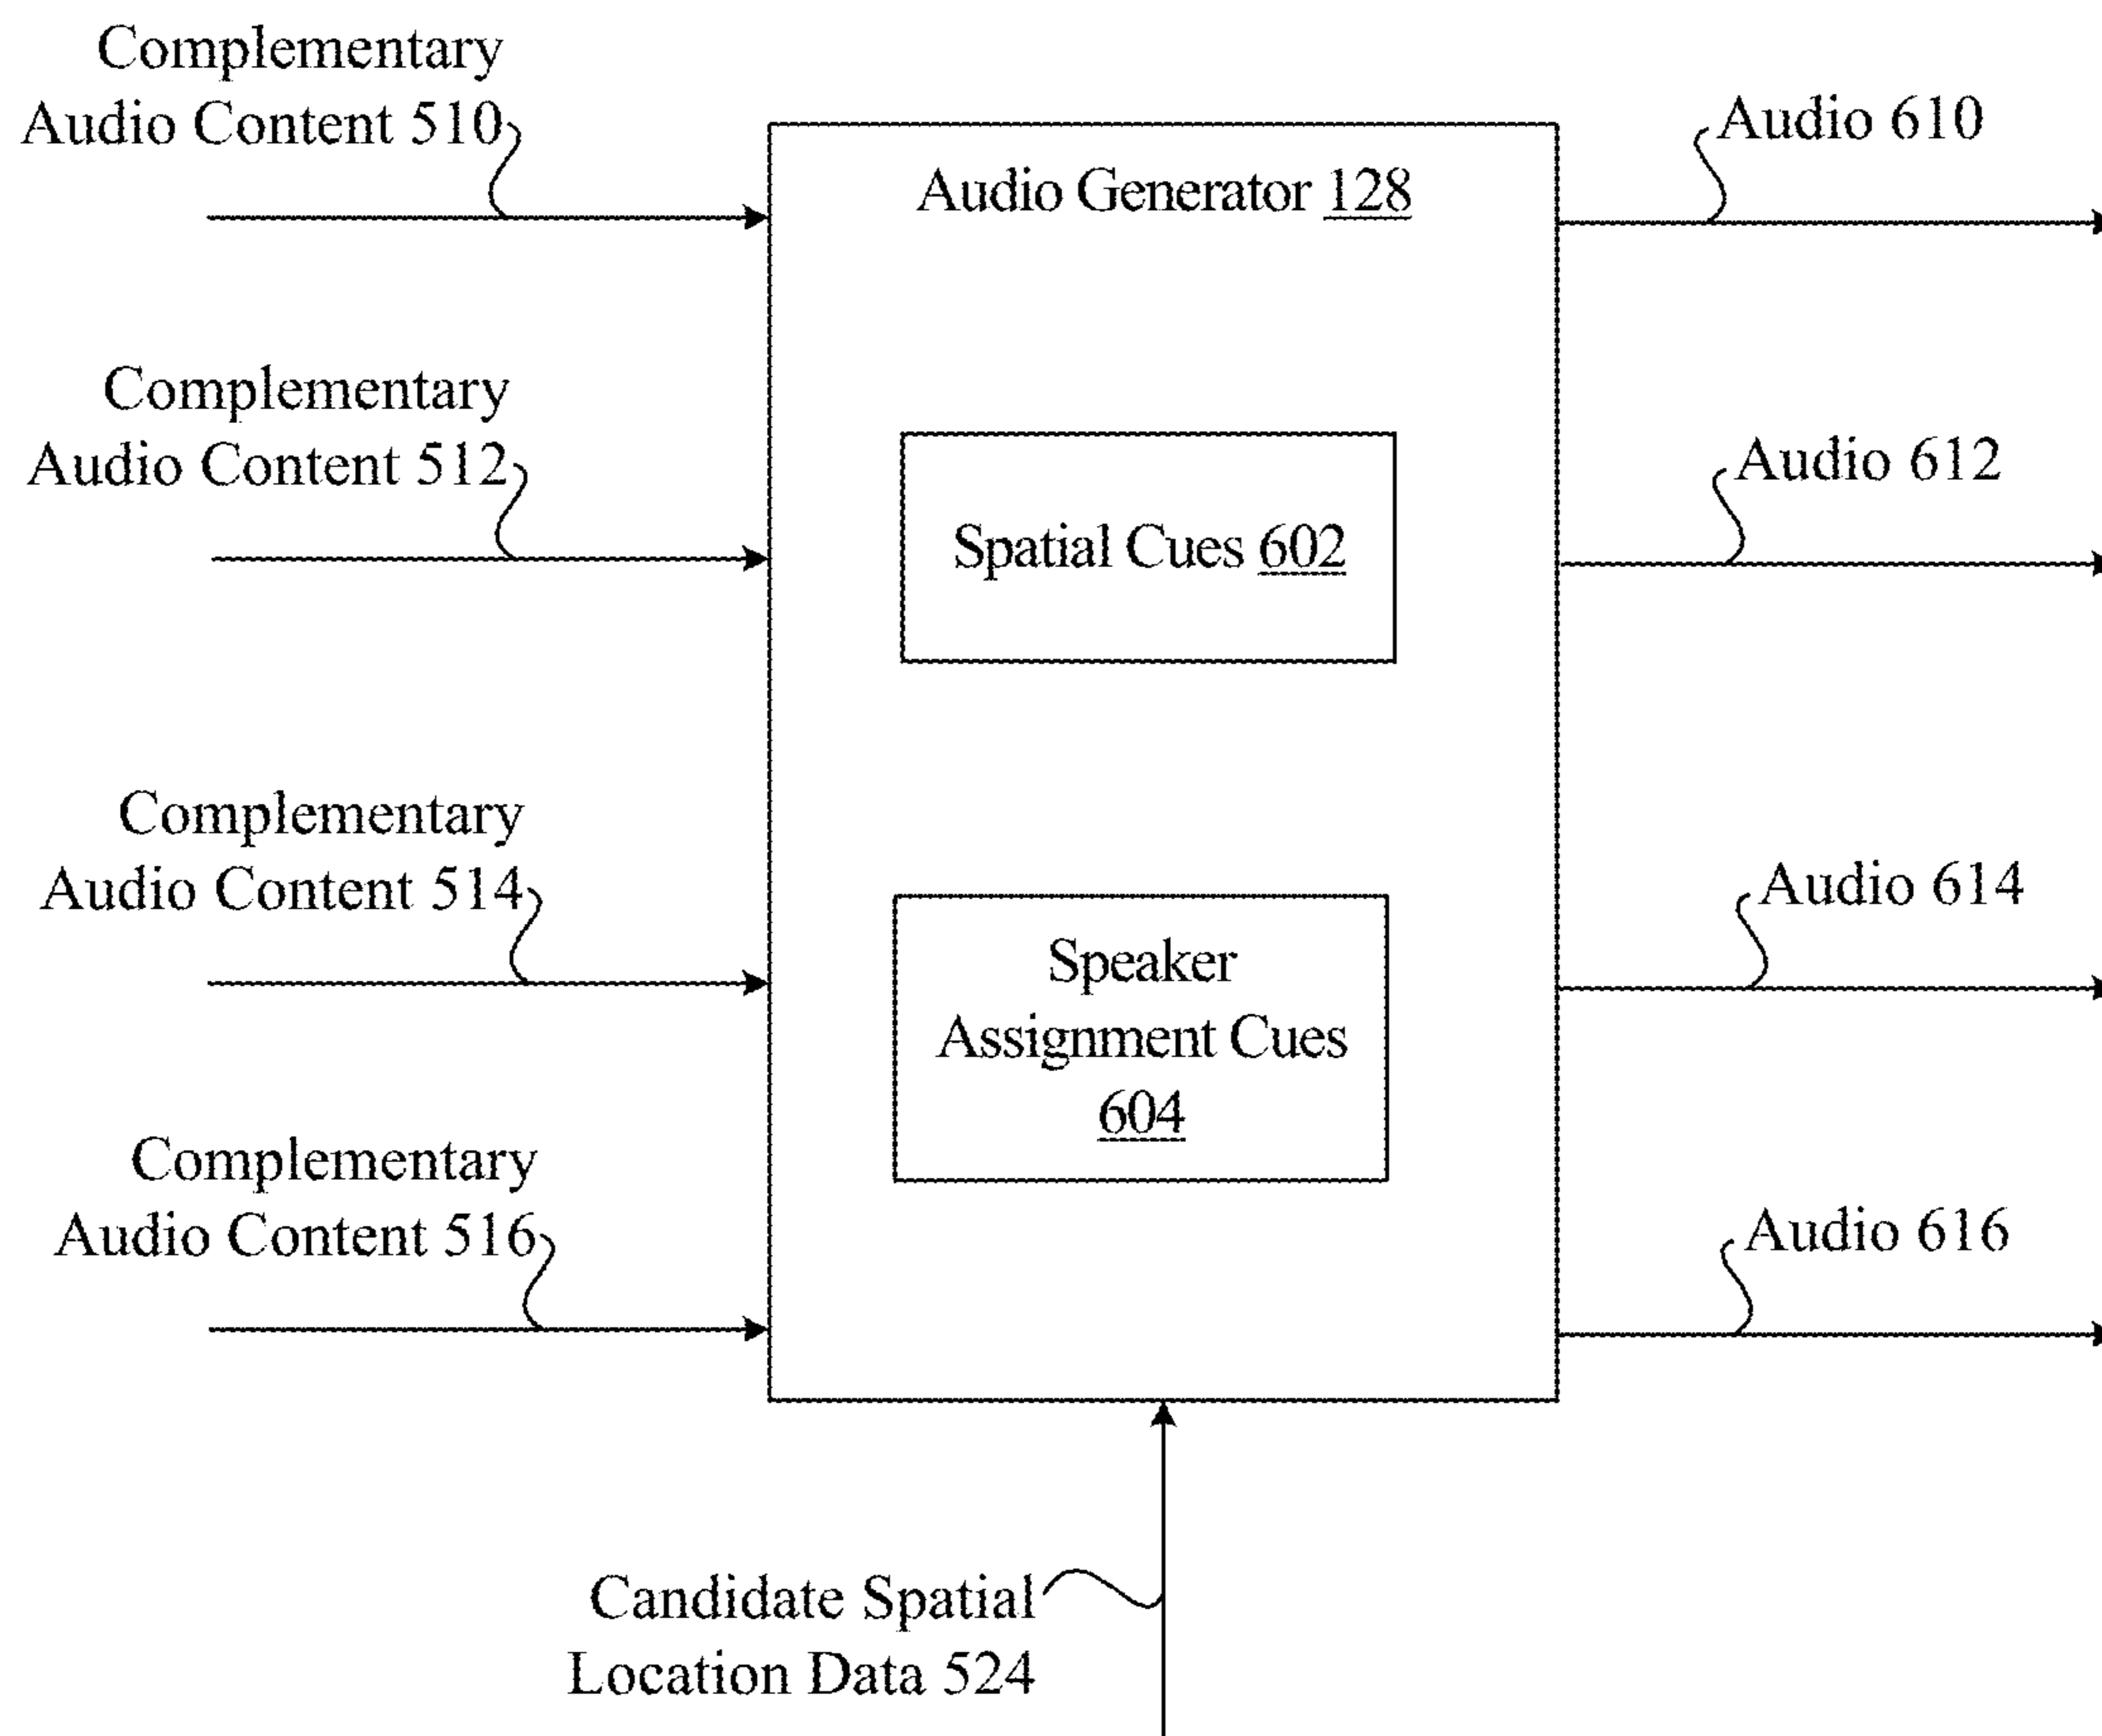 Complementary
Audio Content 510
Audio Generator 128
Audio 610
Complementary
Audio Content 512
Spatial Cues 602
Audio 612
Complementary
Audio Content 514
Speaker
Assignment Cues
604
Audio 614
Complementary
Audio Content 516
Audio 616
Candidate Spatial
Location Data 524